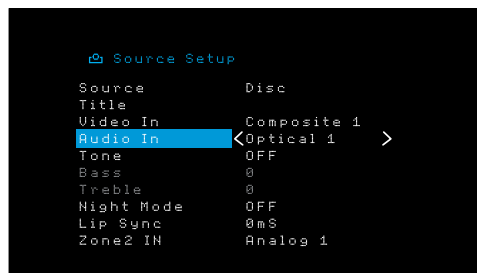 Source Setup
Source Disc
Title
Video In Composite 1
Audio In <Optical 1 >
Tone OFF
Bass 0
Treble 0
Night Mode OFF
Lip Sync 0mS
Zone2 IN Analog 1